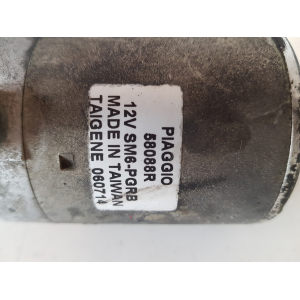 PIAGGIO
58088R
12V SM6-PGRB
MADE IN TAIWAN
TAIGENE 060714